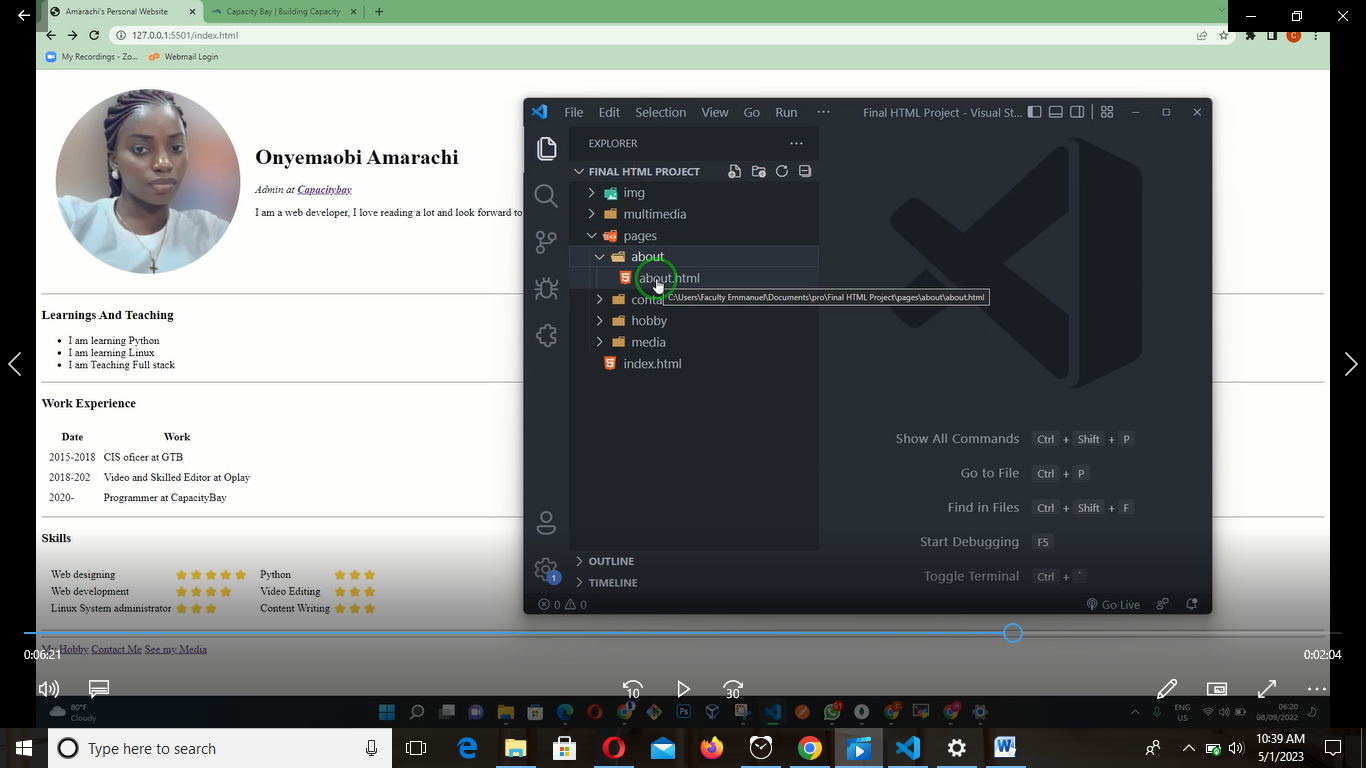 Amarachi's Personal Website
Capacity Bay | Building Capacity
127.0.0.1:5501/index.html
C
My Recordings - Zo...
Webmail Login
Onyemaobi Amarachi
Admin at Capacitybay
I am a web developer, I love reading a lot and look forward to
Learnings And Teaching
I am learning Python
I am learning Linux
I am Teaching Full stack
Work Experience
Date Work
2015-2018 CIS oficer at GTB
2018-202 Video and Skilled Editor at Oplay
2020- Programmer at CapacityBay
Skills
Web designing Python
Web development Video Editing
Linux System administrator Content Writing
My Hobby Contact Me See my Media
File Edit Selection View Go Run ···
Final HTML Project - Visual St...
EXPLORER
FINAL HTML PROJECT
img
multimedia
pages
about
about.html
C:\Users\Faculty Emmanuel\Documents\pro\Final HTML Project\pages\about\about.html
conta
hobby
media
index.html
OUTLINE
TIMELINE
1
0 0
Go Live
Show All Commands Ctrl + Shift + P
Go to File Ctrl + P
Find in Files Ctrl + Shift + F
Start Debugging F5
Toggle Terminal Ctrl + `
0:06:21
0:02:04
10
30
80°F
Cloudy
ENG
US
06:20
08/09/2022
Type here to search
10:39 AM
5/1/2023